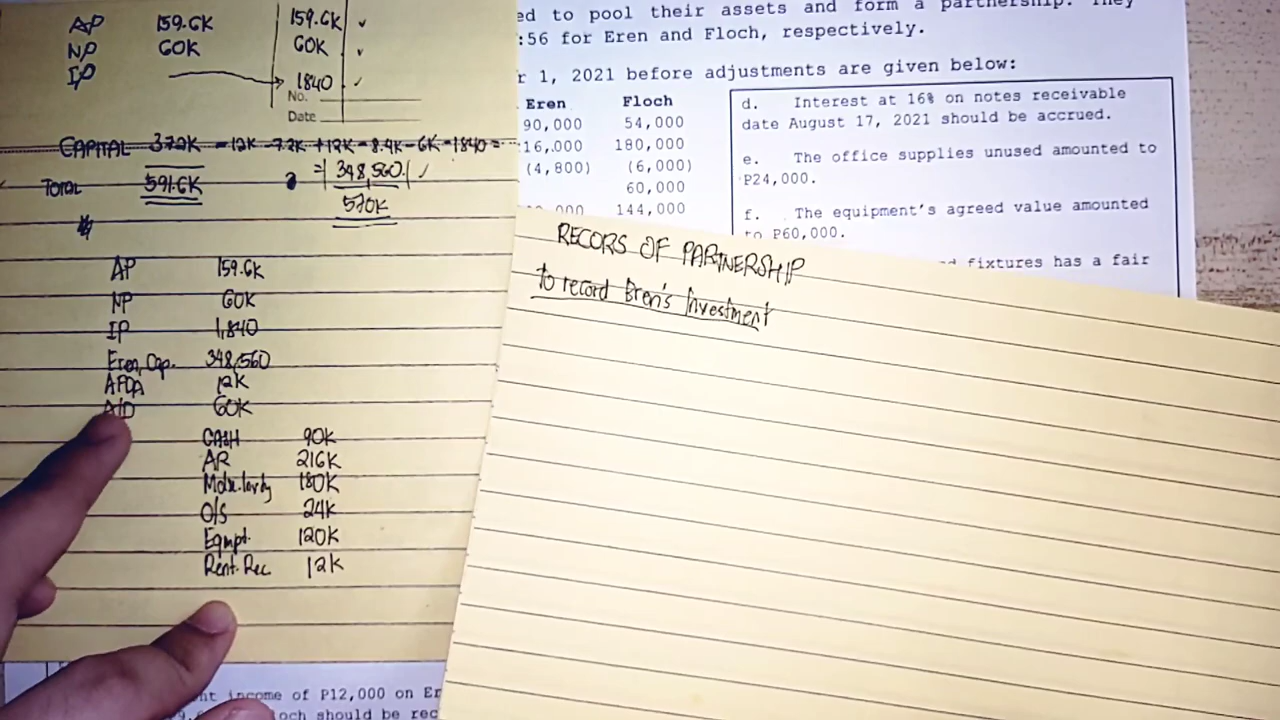 AP 159.6K 159.6K ✓
NP 60K 60K ✓
IP → 1840 ✓
No.
Date
CAPITAL 372K -12K -7.2K +12K -8.4K -6K -1840 =
= 348,560 ✓
TOTAL 591.6K
570K
AP 159.6K
NP 60K
IP 1,840
Eren, Cap. 348,560
AFDA 12K
A/D 60K
CASH 90K
AR 216K
180K
O/S 24K
Eqmpt. 120K
Rent. Rec 12K
ed to pool their assets and form a partnership. They
:56 for Eren and Floch, respectively.
r 1, 2021 before adjustments are given below:
Eren Floch
90,000 54,000
16,000 180,000
(4,800) (6,000)
60,000
000 144,000
d. Interest at 16% on notes receivable
date August 17, 2021 should be accrued.
e. The office supplies unused amounted to
P24,000.
f. The equipment's agreed value amounted
to P60,000.
d fixtures has a fair
RECORS OF PARTNERSHIP
to record Eren's Investment
nt income of P12,000 on Er
loch should be rec